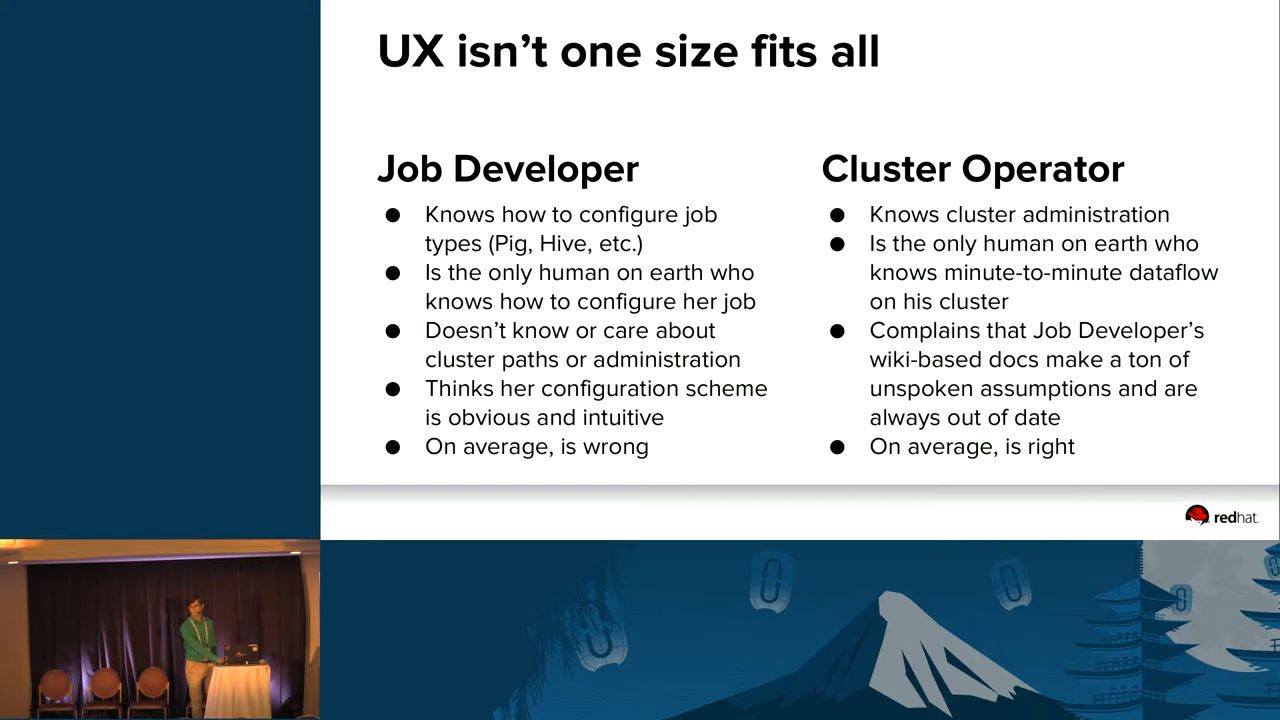 UX isn’t one size fits all
Job Developer
● Knows how to configure job
types (Pig, Hive, etc.)
● Is the only human on earth who
knows how to configure her job
● Doesn’t know or care about
cluster paths or administration
● Thinks her configuration scheme
is obvious and intuitive
● On average, is wrong
Cluster Operator
● Knows cluster administration
● Is the only human on earth who
knows minute-to-minute dataflow
on his cluster
● Complains that Job Developer’s
wiki-based docs make a ton of
unspoken assumptions and are
always out of date
● On average, is right
redhat.